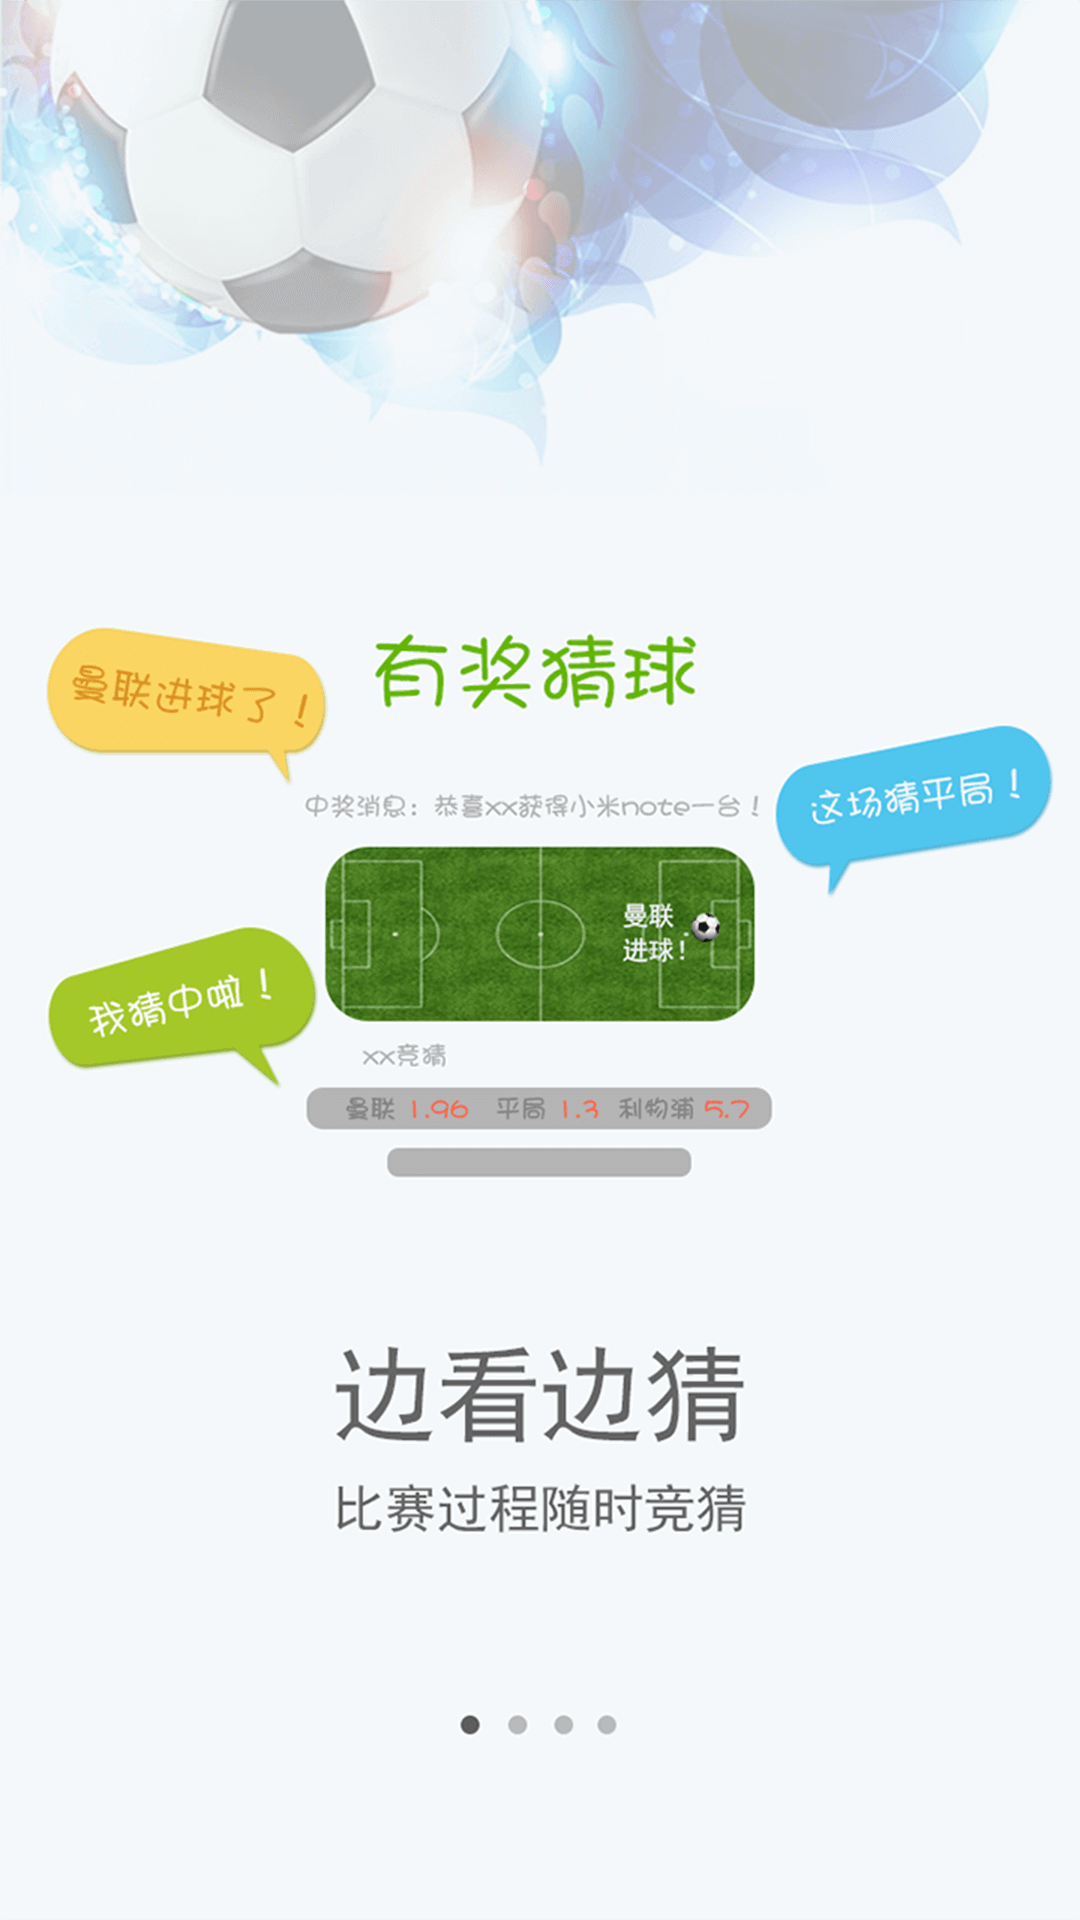 有奖猜球
曼联进球了！
这场猜平局！
中奖消息：恭喜xx获得小米note一台！
曼联
进球！
我猜中啦！
xx竞猜
曼联 1.96 平局 1.3 利物浦 5.7
边看边猜
比赛过程随时竞猜